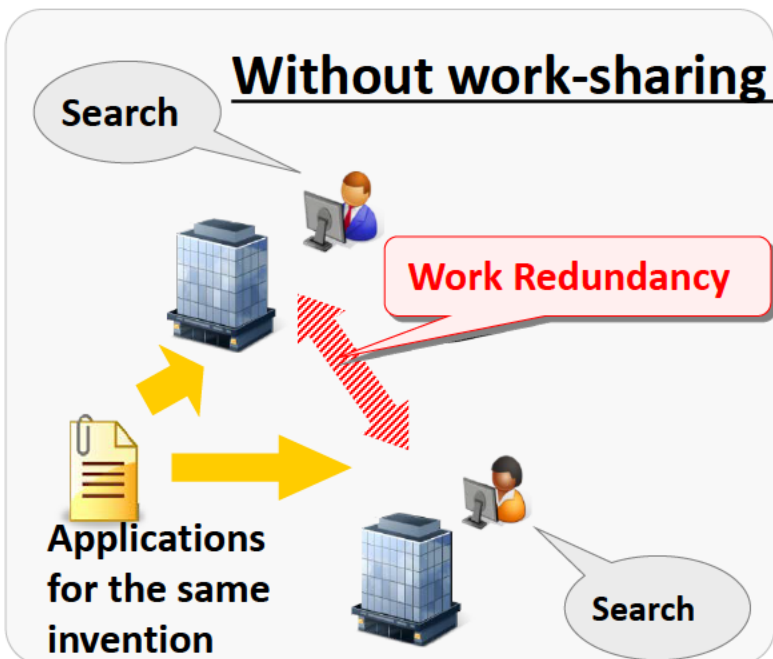 Without work-sharing
Search
Work Redundancy
Applications
for the same
invention
Search